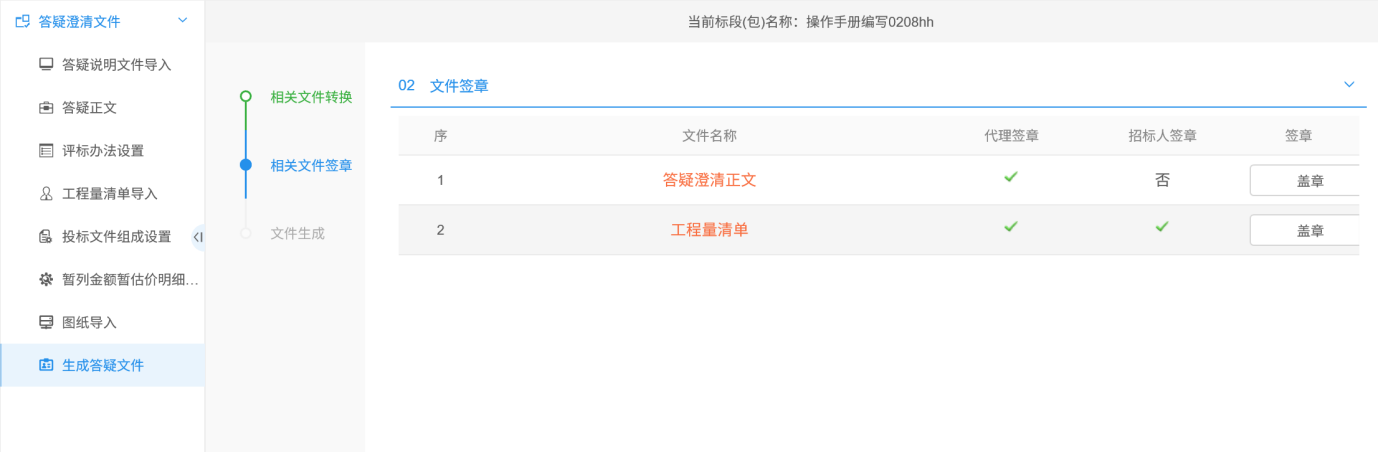 答疑澄清文件
当前标段(包)名称：操作手册编写0208hh
答疑说明文件导入
答疑正文
评标办法设置
工程量清单导入
投标文件组成设置
暂列金额暂估价明细...
图纸导入
生成答疑文件
相关文件转换
相关文件签章
文件生成
02 文件签章
序 文件名称 代理签章 招标人签章 签章
1 答疑澄清正文 否 盖章
2 工程量清单 盖章